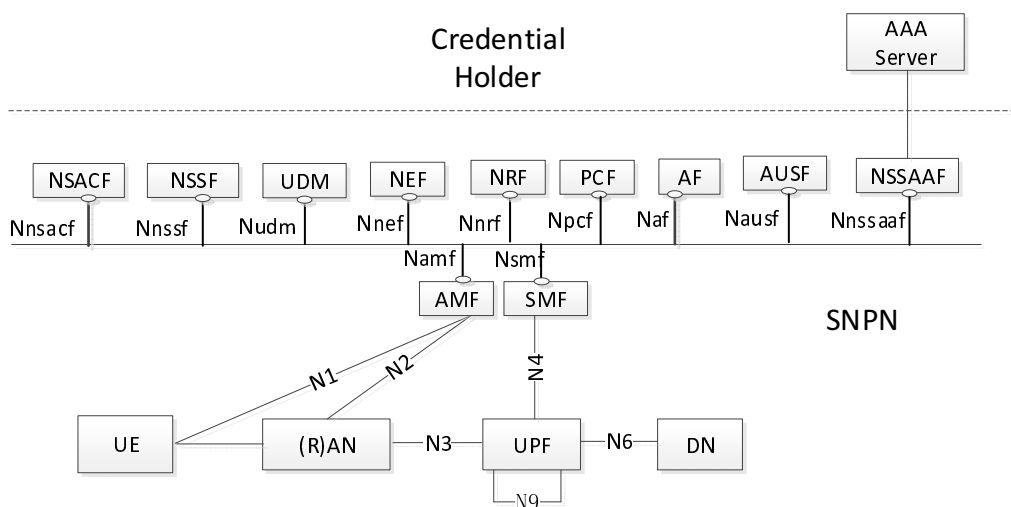 Credential
Holder
AAA
Server
NSACF
NSSF
UDM
NEF
NRF
PCF
AF
AUSF
NSSAAF
Nnsacf
Nnssf
Nudm
Nnef
Nnrf
Npcf
Naf
Nausf
Nnssaaf
Namf
Nsmf
AMF
SMF
SNPN
N1
N2
N4
UE
(R)AN
N3
UPF
N6
DN
N9